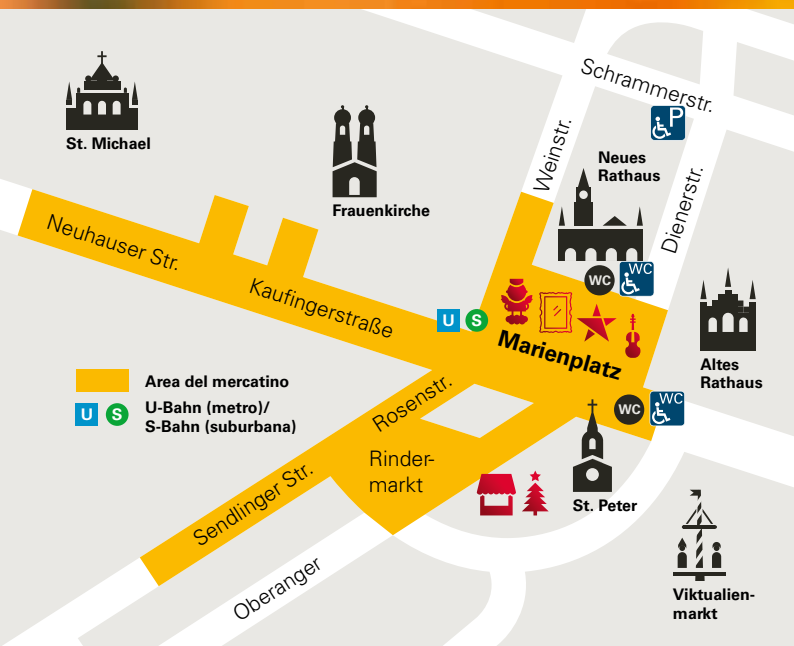 St. Michael
Frauenkirche
Schrammerstr.
P
Weinstr.
Neues
Rathaus
Dienerstr.
Neuhauser Str.
Kaufingerstraße
WC
WC
U S
Marienplatz
Altes
Rathaus
Area del mercatino
U S
U-Bahn (metro)/
S-Bahn (suburbana)
Rosenstr.
WC
WC
Rinder-
markt
Sendlinger Str.
St. Peter
Oberanger
Viktualien-
markt